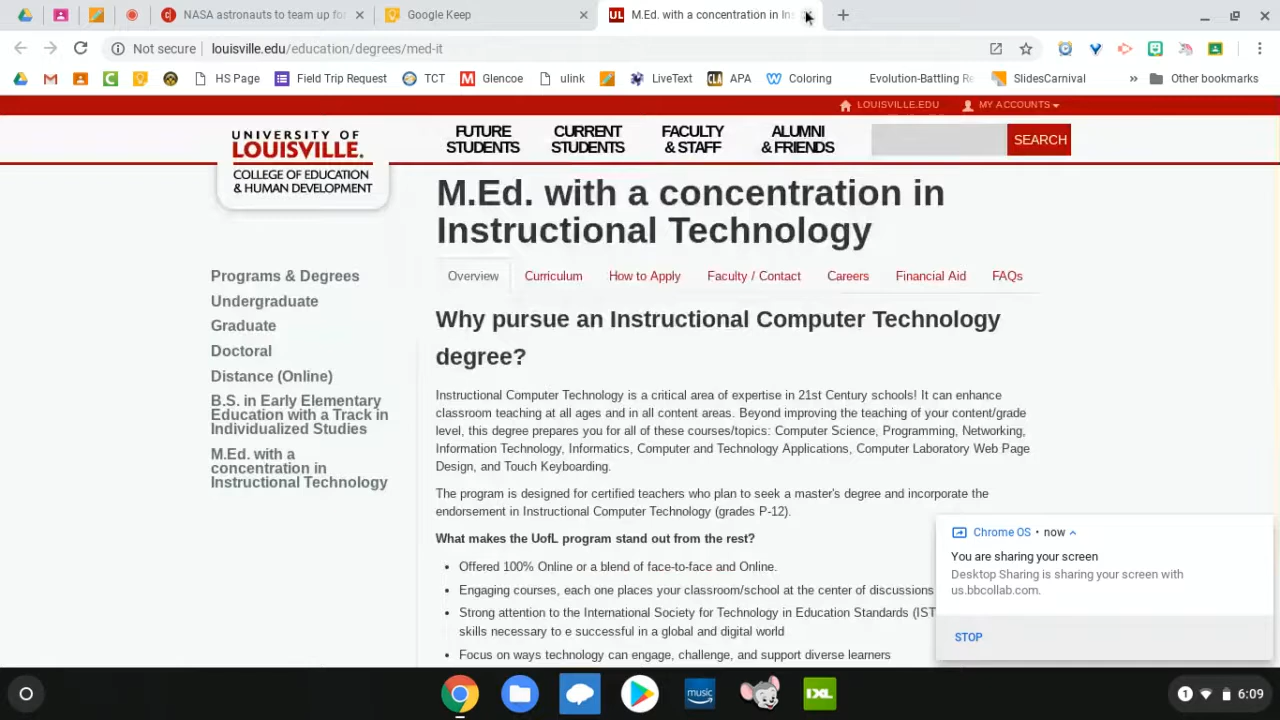 NASA astronauts to team up for
Google Keep
UL M.Ed. with a concentration in Ins
Not secure louisville.edu/education/degrees/med-it
HS Page Field Trip Request TCT Glencoe ulink LiveText CLA APA Coloring Evolution-Battling Re SlidesCarnival » Other bookmarks
LOUISVILLE.EDU MY ACCOUNTS
UNIVERSITY OF
LOUISVILLE.
COLLEGE OF EDUCATION
& HUMAN DEVELOPMENT
FUTURE
STUDENTS
CURRENT
STUDENTS
FACULTY
& STAFF
ALUMNI
& FRIENDS
SEARCH
M.Ed. with a concentration in
Instructional Technology
Programs & Degrees
Undergraduate
Graduate
Doctoral
Distance (Online)
B.S. in Early Elementary
Education with a Track in
Individualized Studies
M.Ed. with a
concentration in
Instructional Technology
Overview Curriculum How to Apply Faculty / Contact Careers Financial Aid FAQs
Why pursue an Instructional Computer Technology
degree?
Instructional Computer Technology is a critical area of expertise in 21st Century schools! It can enhance
classroom teaching at all ages and in all content areas. Beyond improving the teaching of your content/grade
level, this degree prepares you for all of these courses/topics: Computer Science, Programming, Networking,
Information Technology, Informatics, Computer and Technology Applications, Computer Laboratory Web Page
Design, and Touch Keyboarding.
The program is designed for certified teachers who plan to seek a master's degree and incorporate the
endorsement in Instructional Computer Technology (grades P-12).
What makes the UofL program stand out from the rest?
• Offered 100% Online or a blend of face-to-face and Online.
• Engaging courses, each one places your classroom/school at the center of discussions
• Strong attention to the International Society for Technology in Education Standards (IST
skills necessary to e successful in a global and digital world
• Focus on ways technology can engage, challenge, and support diverse learners
Chrome OS • now
You are sharing your screen
Desktop Sharing is sharing your screen with
us.bbcollab.com.
STOP
music
IXL
1 6:09